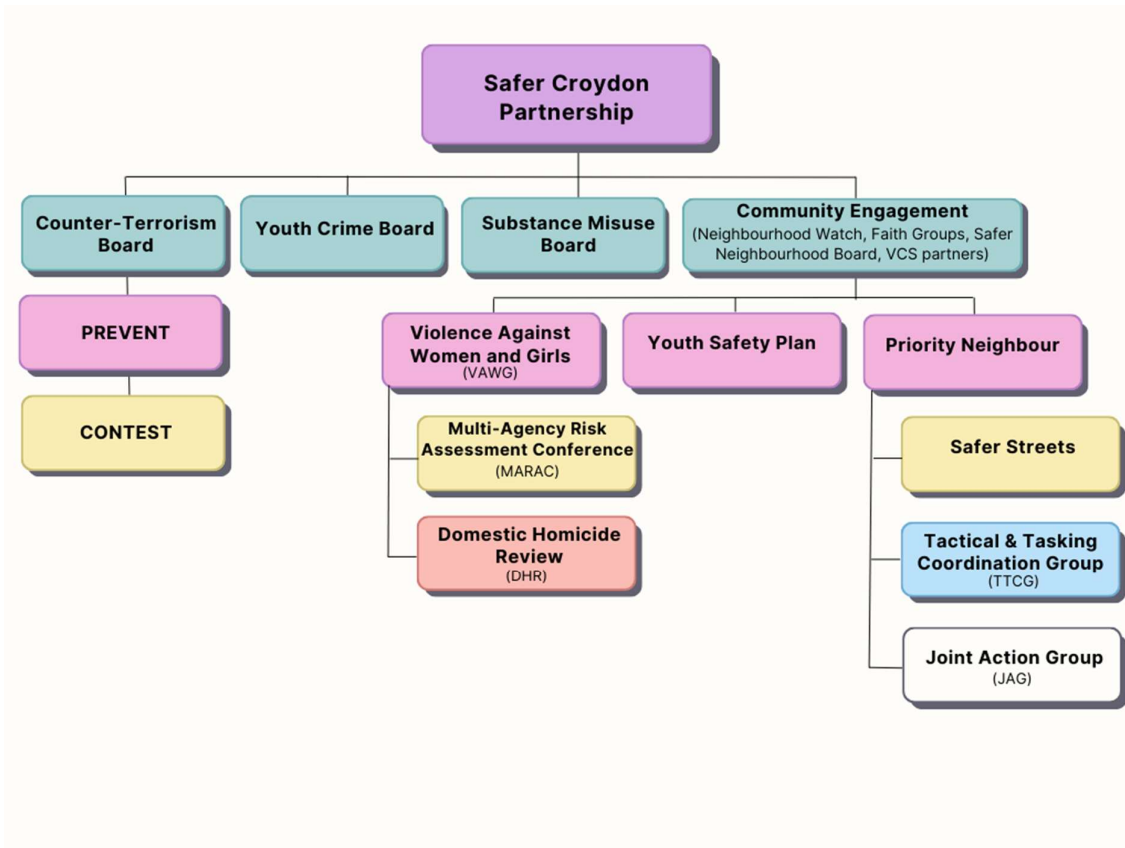 Safer Croydon
Partnership
Counter-Terrorism
Board
Youth Crime Board
Substance Misuse
Board
Community Engagement
(Neighbourhood Watch, Faith Groups, Safer
Neighbourhood Board, VCS partners)
PREVENT
CONTEST
Violence Against
Women and Girls
(VAWG)
Youth Safety Plan
Priority Neighbour
Multi-Agency Risk
Assessment Conference
(MARAC)
Domestic Homicide
Review
(DHR)
Safer Streets
Tactical & Tasking
Coordination Group
(TTCG)
Joint Action Group
(JAG)